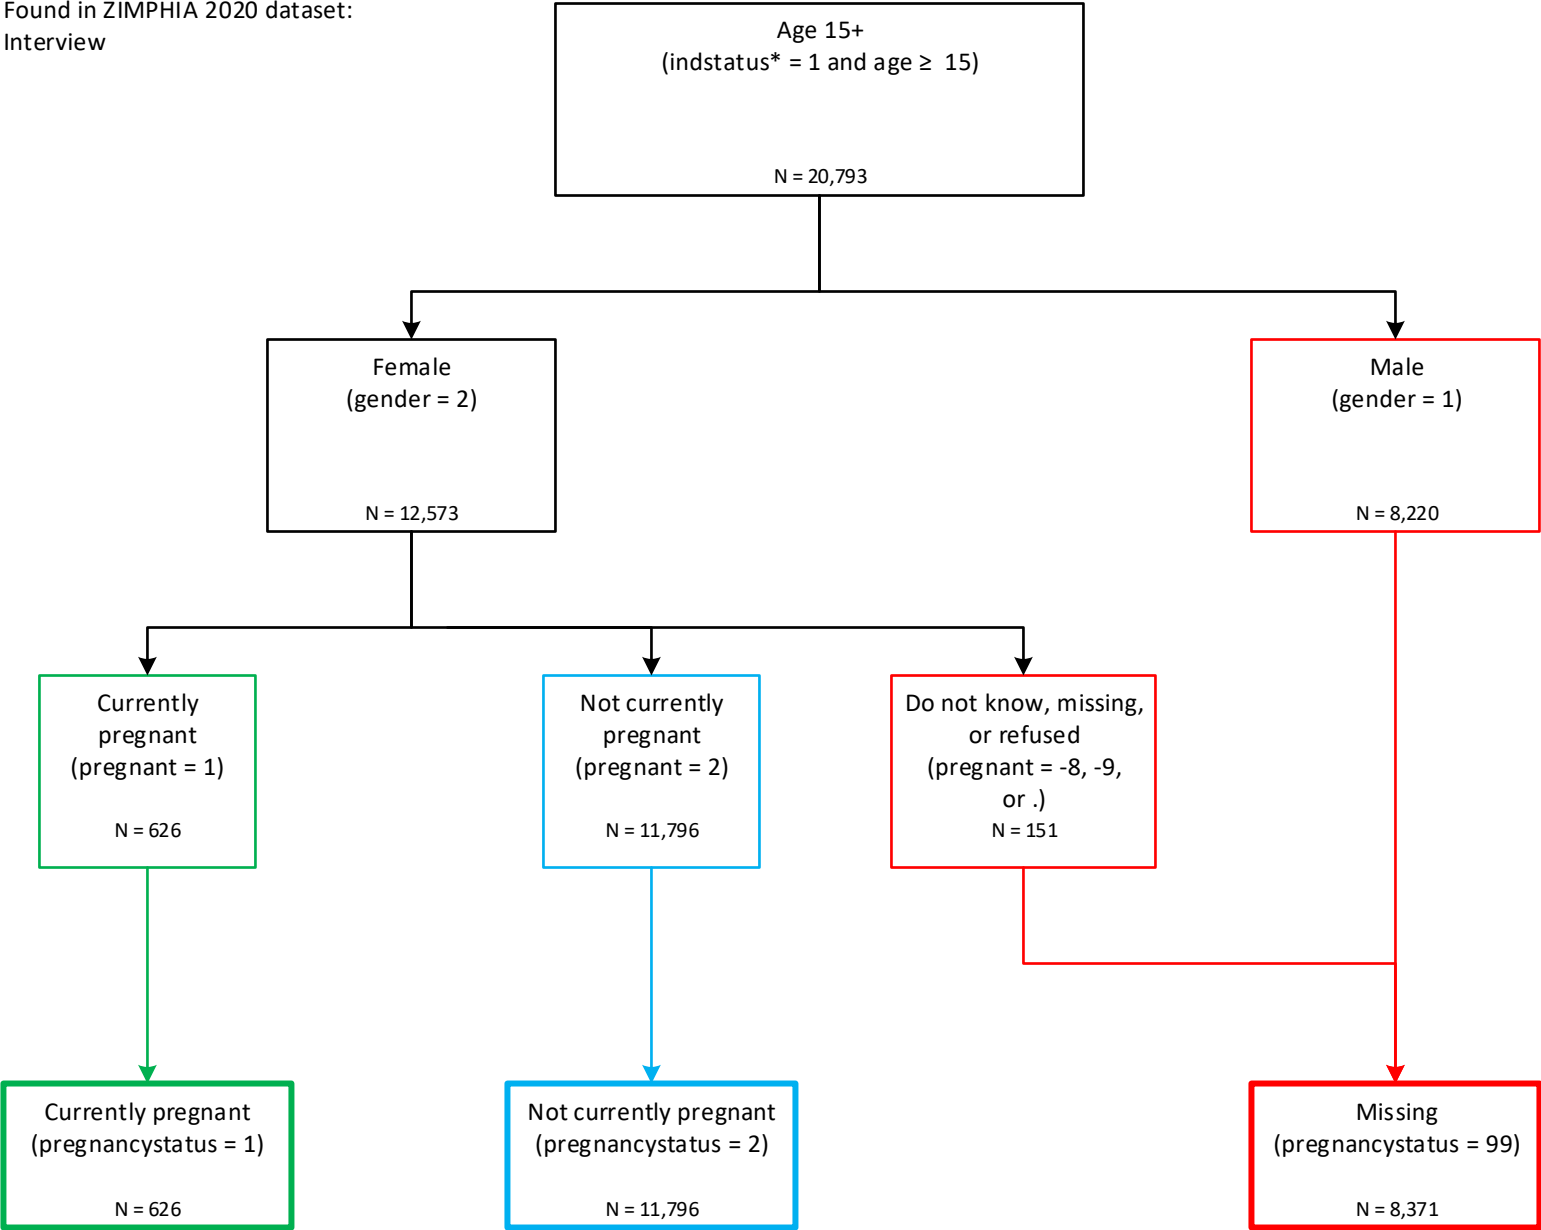 Found in ZIMPHIA 2020 dataset:
Interview
Age 15+
(indstatus* = 1 and age ≥ 15)
N = 20,793
Female
(gender = 2)
N = 12,573
Male
(gender = 1)
N = 8,220
Currently
pregnant
(pregnant = 1)
N = 626
Not currently
pregnant
(pregnant = 2)
N = 11,796
Do not know, missing,
or refused
(pregnant = -8, -9,
or .)
N = 151
Currently pregnant
(pregnancystatus = 1)
N = 626
Not currently pregnant
(pregnancystatus = 2)
N = 11,796
Missing
(pregnancystatus = 99)
N = 8,371